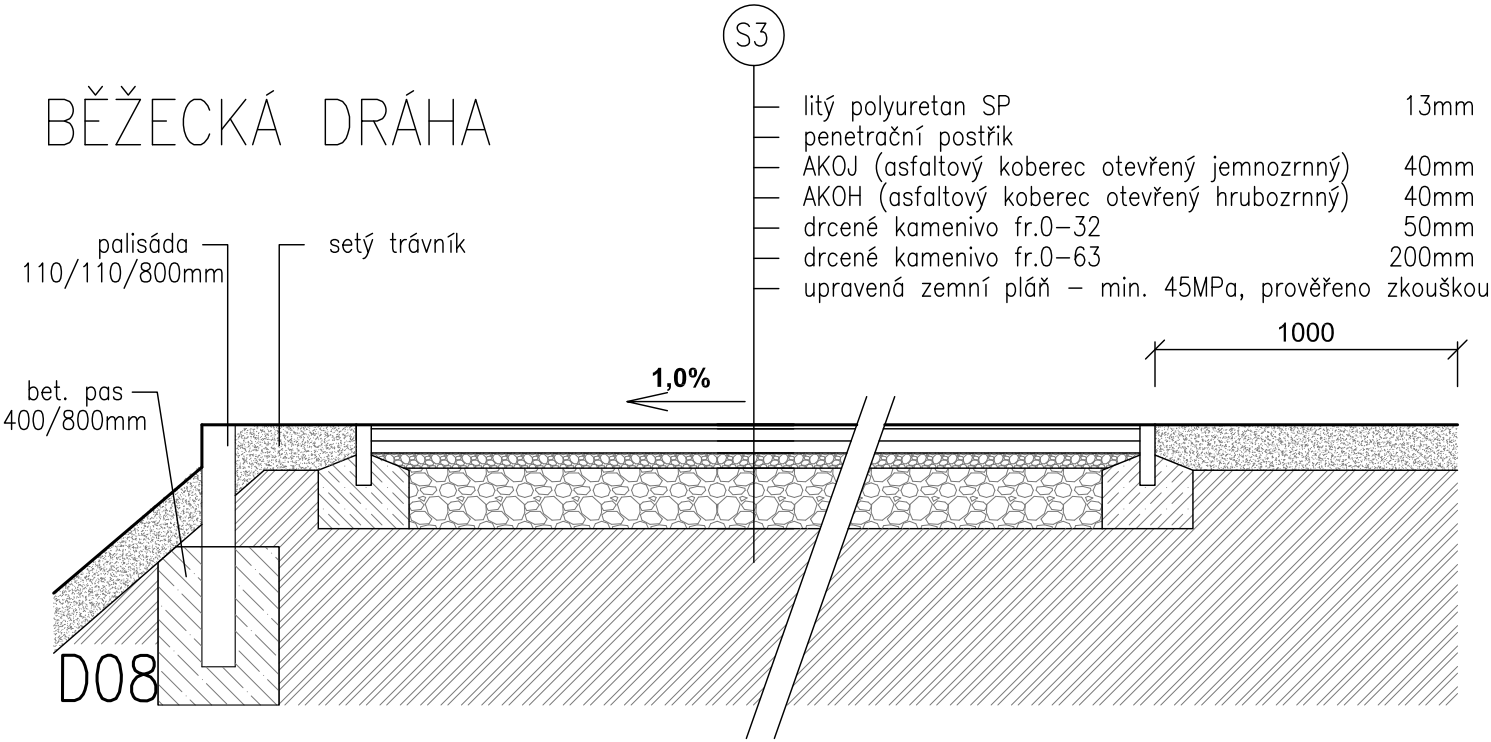 S3
BĚŽECKÁ DRÁHA
litý polyuretan SP 13mm
penetrační postřik
AKOJ (asfaltový koberec otevřený jemnozrnný) 40mm
AKOH (asfaltový koberec otevřený hrubozrnný) 40mm
drcené kamenivo fr.0-32 50mm
drcené kamenivo fr.0-63 200mm
upravená zemní pláň - min. 45MPa, prověřeno zkouškou
palisáda
110/110/800mm
setý trávník
1000
1,0%
bet. pas
400/800mm
D08